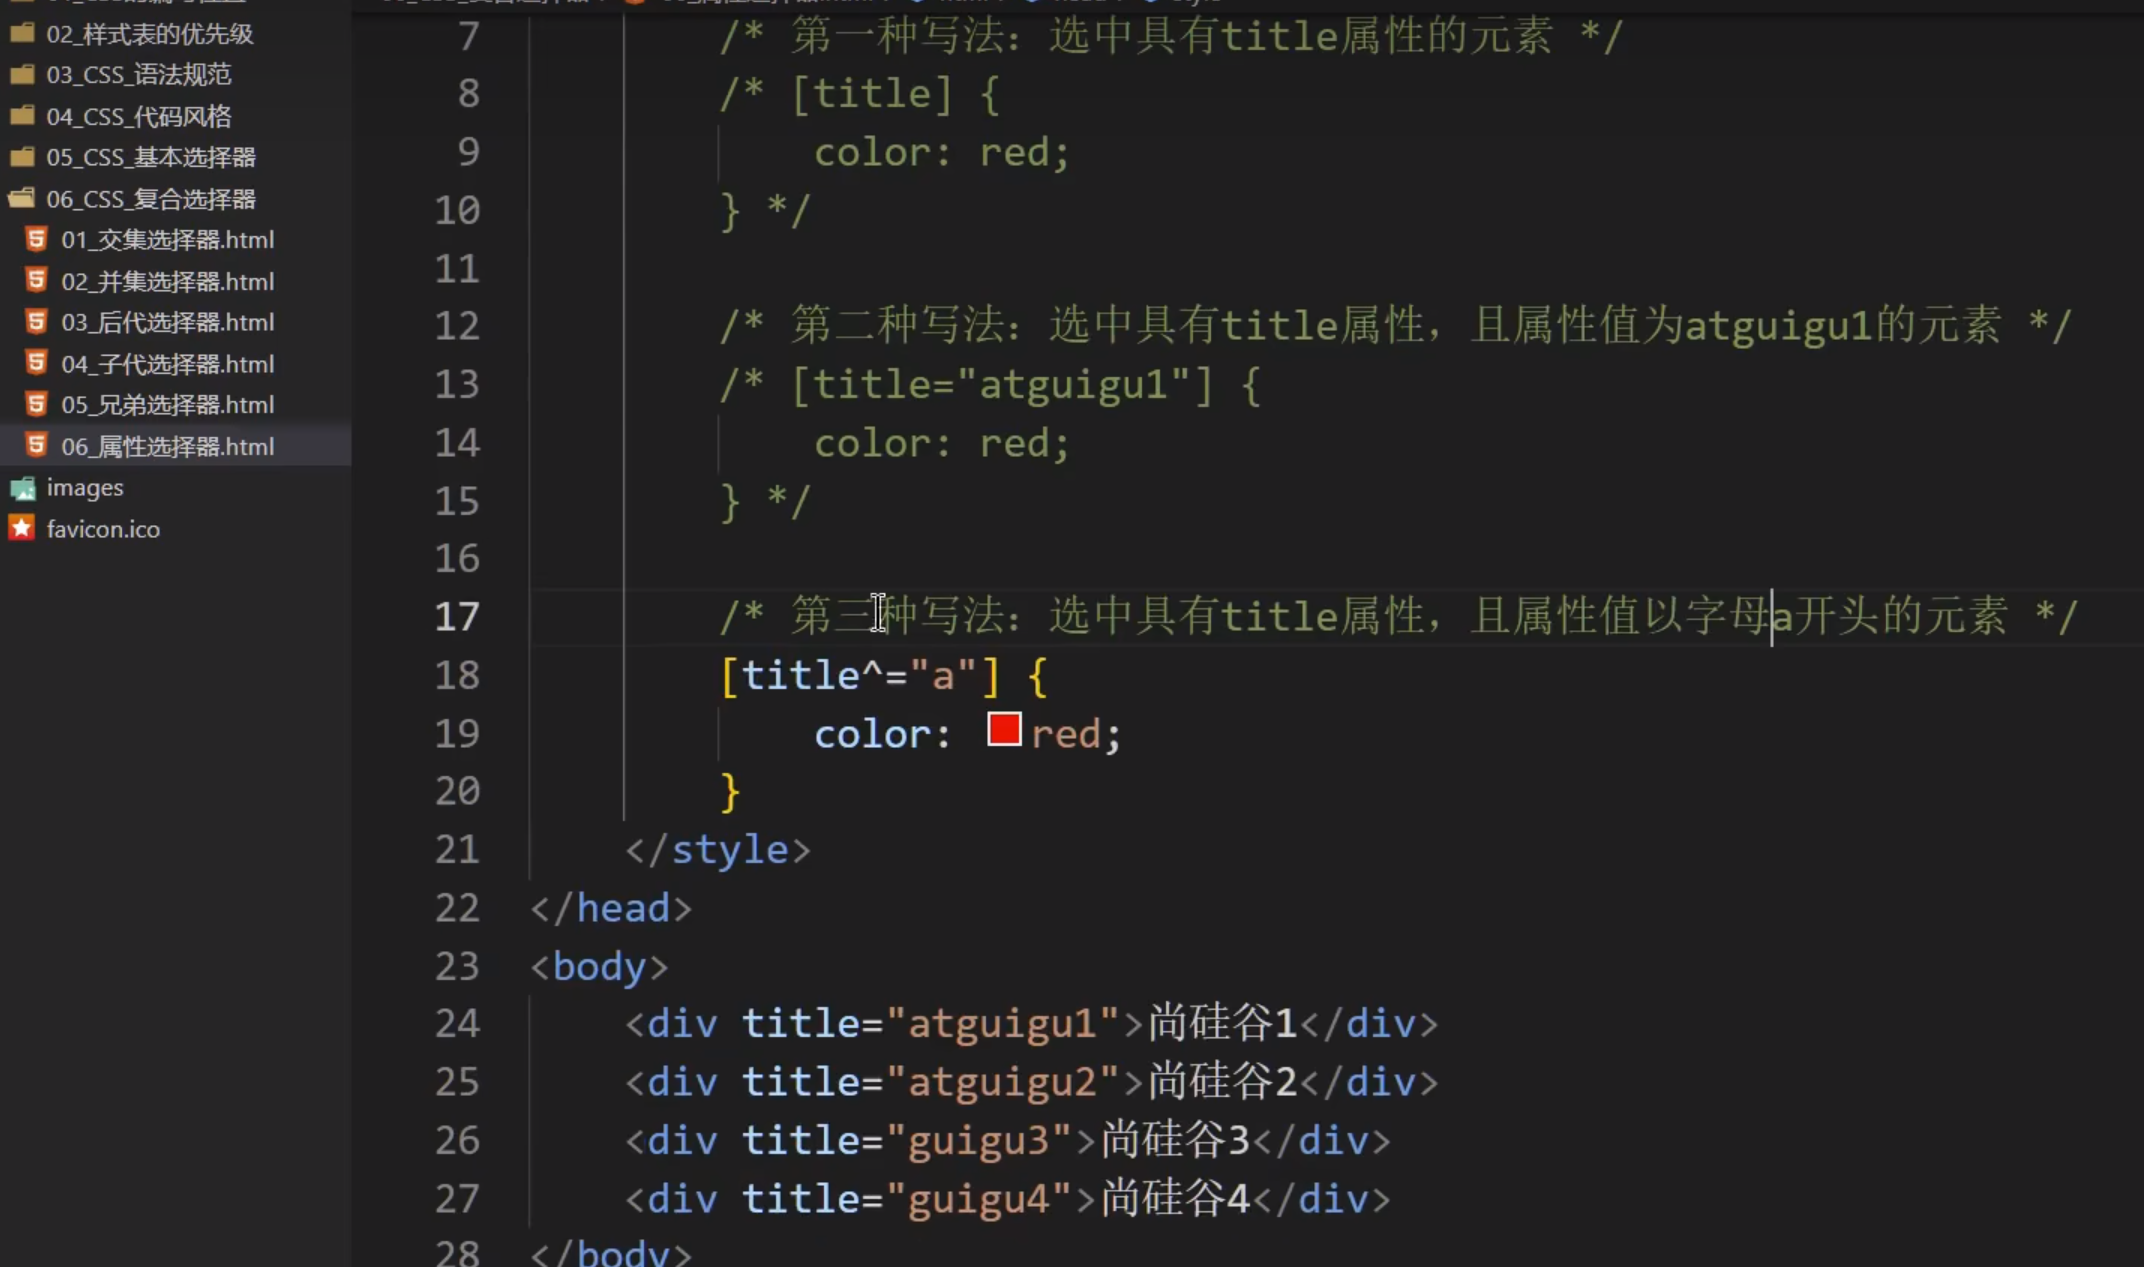 02_样式表的优先级
03_CSS_语法规范
04_CSS_代码风格
05_CSS_基本选择器
06_CSS_复合选择器
01_交集选择器.html
02_并集选择器.html
03_后代选择器.html
04_子代选择器.html
05_兄弟选择器.html
06_属性选择器.html
images
favicon.ico
7 /* 第一种写法：选中具有title属性的元素 */
8 /* [title] {
9 color: red;
10 } */
11
12 /* 第二种写法：选中具有title属性，且属性值为atguigu1的元素 */
13 /* [title="atguigu1"] {
14 color: red;
15 } */
16
17 /* 第三种写法：选中具有title属性，且属性值以字母a开头的元素 */
18 [title^="a"] {
19 color: red;
20 }
21 </style>
22 </head>
23 <body>
24 <div title="atguigu1">尚硅谷1</div>
25 <div title="atguigu2">尚硅谷2</div>
26 <div title="guigu3">尚硅谷3</div>
27 <div title="guigu4">尚硅谷4</div>
28 </body>